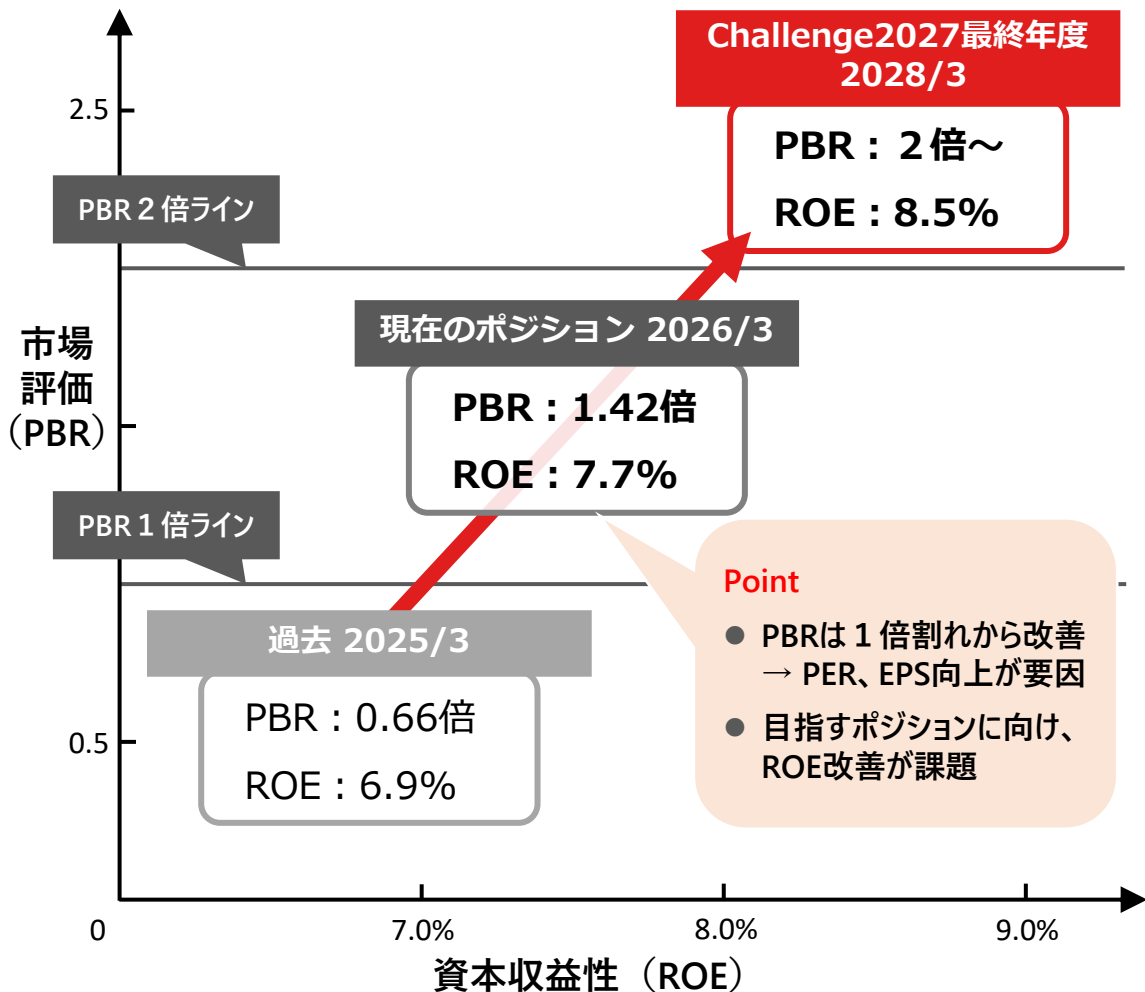 Challenge2027最終年度
2028/3
PBR：２倍～
ROE：8.5%
2.5
PBR２倍ライン
現在のポジション 2026/3
PBR：1.42倍
ROE：7.7%
市場
評価
（PBR）
PBR１倍ライン
Point
● PBRは１倍割れから改善
→ PER、EPS向上が要因
● 目指すポジションに向け、
ROE改善が課題
過去 2025/3
PBR：0.66倍
ROE：6.9%
0.5
0
7.0%
8.0%
9.0%
資本収益性（ROE）